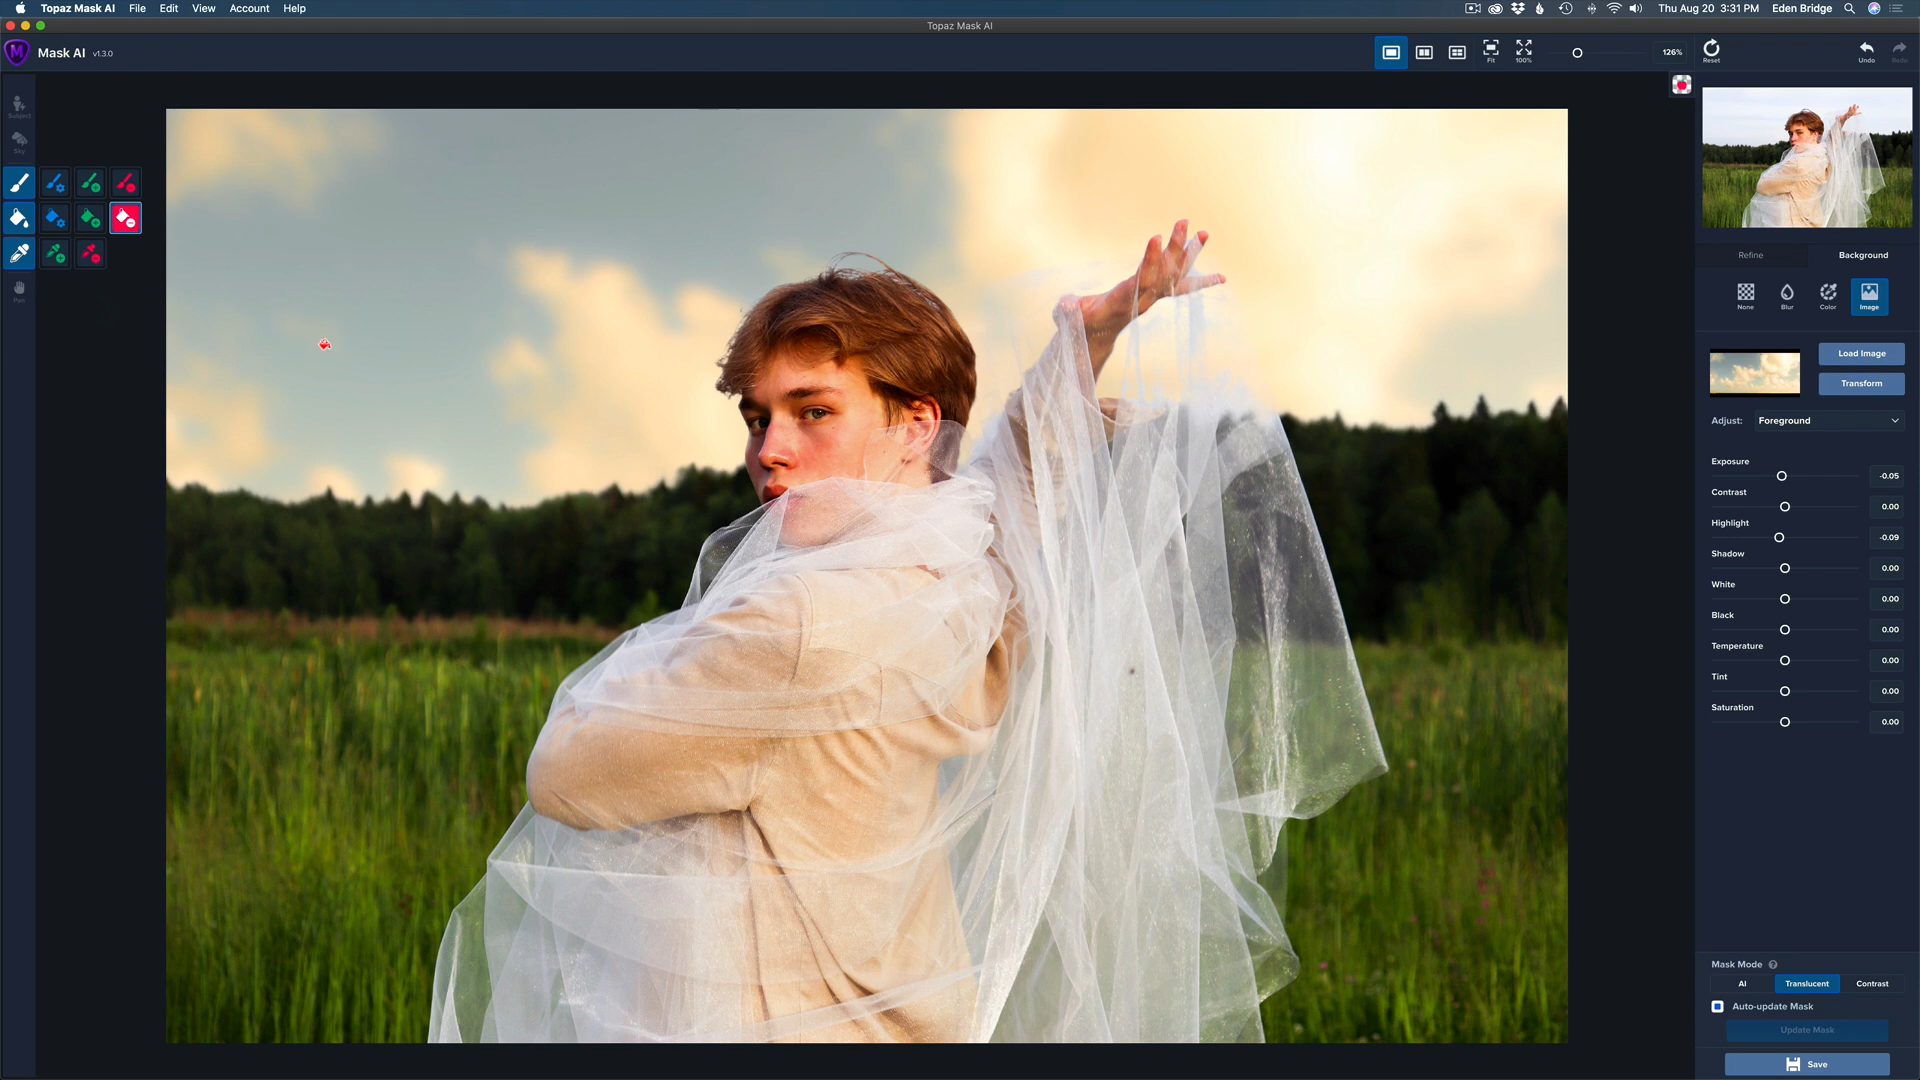 Topaz Mask AI File Edit View Account Help
Thu Aug 20 3:31 PM Eden Bridge
Topaz Mask AI
M Mask AI v1.3.0
Fit 100% 126% Reset Undo Redo
Subject
Sky
Pan
Refine Background
None Blur Color Image
Load Image
Transform
Adjust: Foreground
Exposure
-0.05
Contrast
0.00
Highlight
-0.09
Shadow
0.00
White
0.00
Black
0.00
Temperature
0.00
Tint
0.00
Saturation
0.00
Mask Mode ?
AI Translucent Contrast
Auto-update Mask
Update Mask
Save